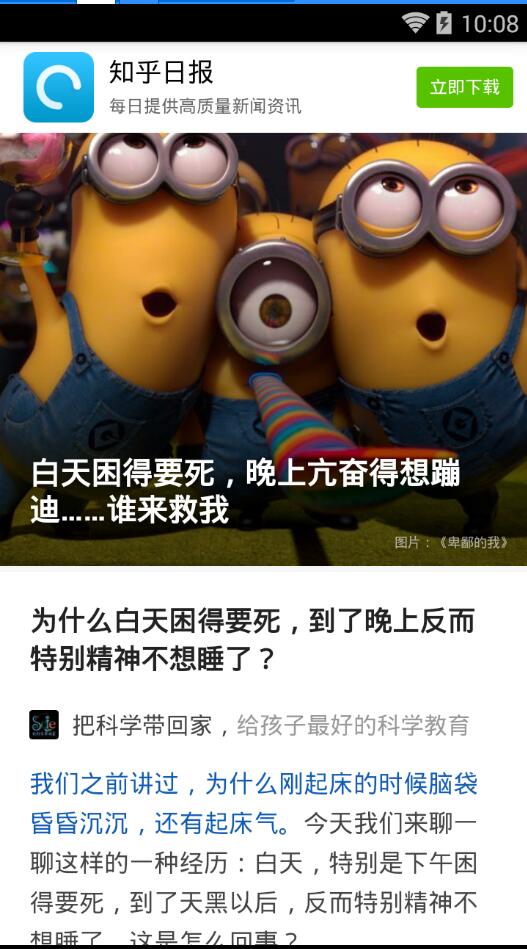 10:08
知乎日报
每日提供高质量新闻资讯
立即下载
白天困得要死，晚上亢奋得想蹦
迪……谁来救我
图片：《卑鄙的我》
为什么白天困得要死，到了晚上反而
特别精神不想睡了？
把科学带回家，给孩子最好的科学教育
我们之前讲过，为什么刚起床的时候脑袋
昏昏沉沉，还有起床气。今天我们来聊一
聊这样的一种经历：白天，特别是下午困
得要死，到了天黑以后，反而特别精神不
想睡了，这是怎么回事？